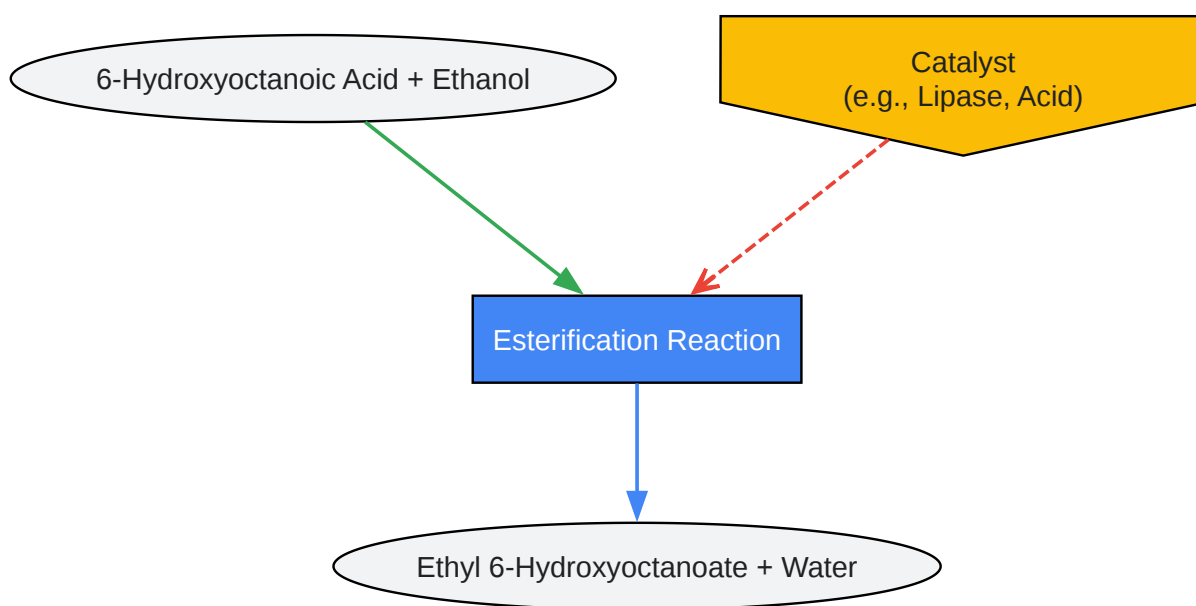 6-Hydroxyoctanoic Acid + Ethanol
Catalyst
(e.g., Lipase, Acid)
Esterification Reaction
Ethyl 6-Hydroxyoctanoate + Water